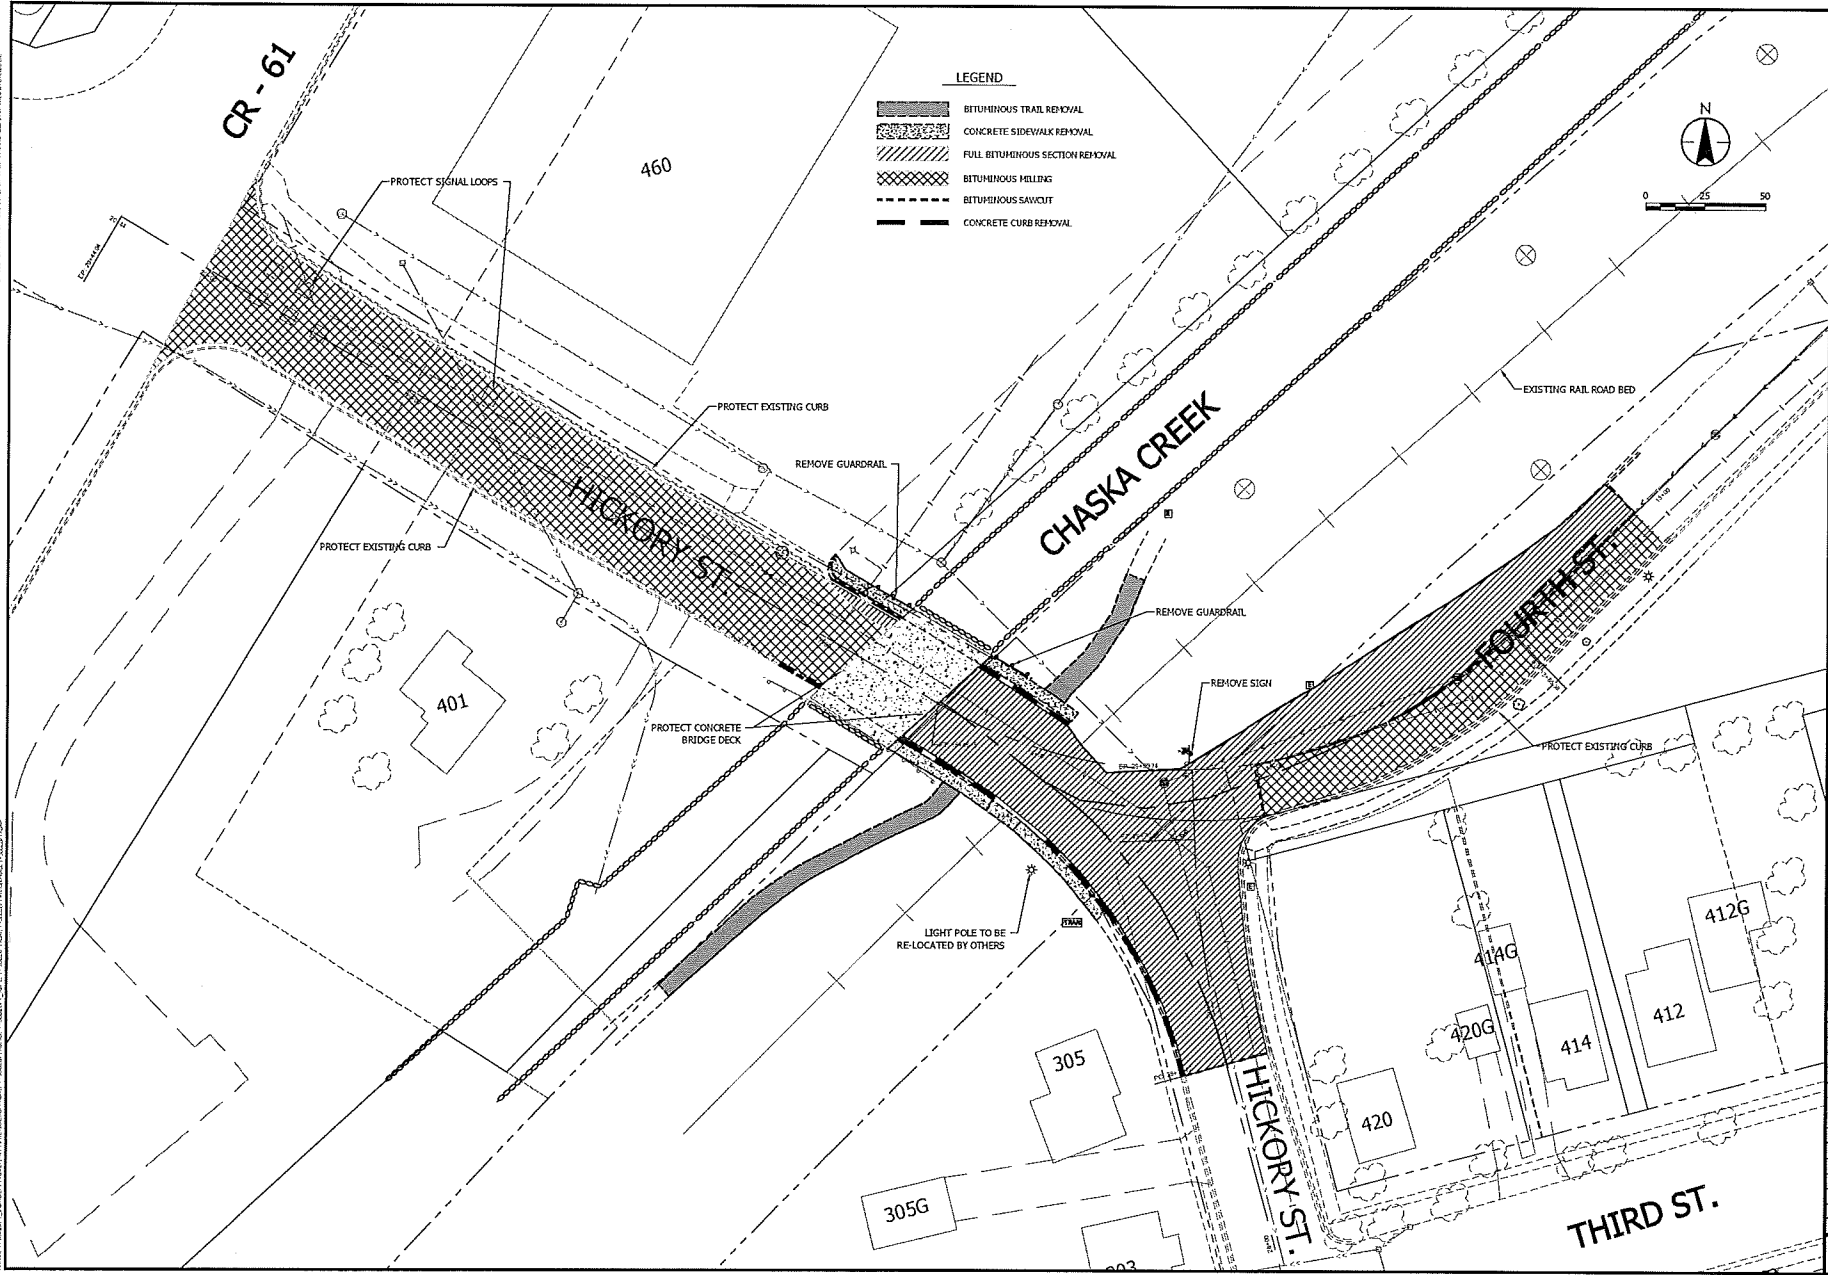 CR - 61
LEGEND
BITUMINOUS TRAIL REMOVAL
CONCRETE SIDEWALK REMOVAL
FULL BITUMINOUS SECTION REMOVAL
BITUMINOUS MILLING
BITUMINOUS SAWCUT
CONCRETE CURB REMOVAL
N
0 25 50
460
PROTECT SIGNAL LOOPS
PROTECT EXISTING CURB
EXISTING RAIL ROAD BED
REMOVE GUARDRAIL
CHASKA CREEK
HICKORY ST.
PROTECT EXISTING CURB
REMOVE GUARDRAIL
FOURTH ST.
REMOVE SIGN
401
PROTECT CONCRETE
BRIDGE DECK
PROTECT EXISTING CURB
LIGHT POLE TO BE
RE-LOCATED BY OTHERS
TRAN
412G
414G
412
420G
414
305
420
HICKORY ST.
305G
THIRD ST.